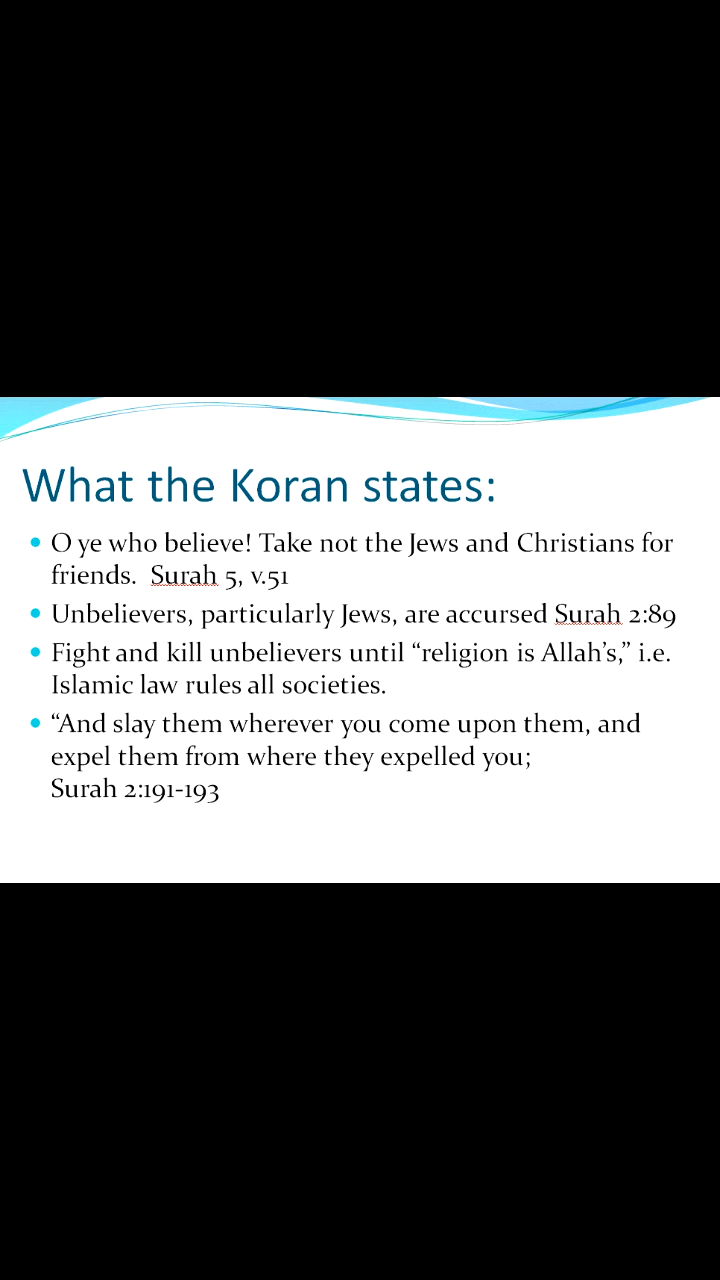 What the Koran states:
O ye who believe! Take not the Jews and Christians for
friends.  Surah 5, v.51
Unbelievers, particularly Jews, are accursed Surah 2:89
Fight and kill unbelievers until “religion is Allah’s,” i.e.
Islamic law rules all societies.
“And slay them wherever you come upon them, and
expel them from where they expelled you;
Surah 2:191-193